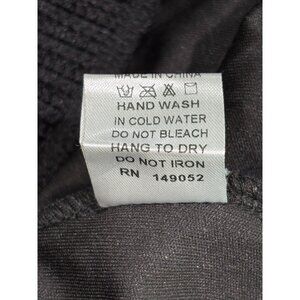 MADE IN CHINA
HAND WASH
IN COLD WATER
DO NOT BLEACH
HANG TO DRY
DO NOT IRON
RN 149052